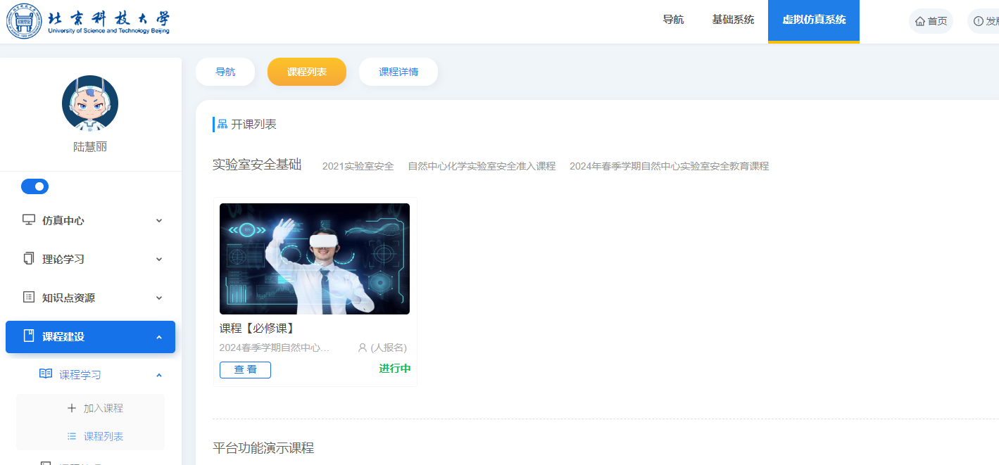 北京科技大学
University of Science and Technology Beijing
导航 基础系统 虚拟仿真系统 首页
导航 课程列表 课程详情
陆慧丽
仿真中心
理论学习
知识点资源
课程建设
课程学习
加入课程
课程列表
开课列表
实验室安全基础 2021实验室安全 自然中心化学实验室安全准入课程 2024年春季学期自然中心实验室安全教育课程
课程【必修课】
2024春季学期自然中心... (人报名)
查 看 进行中
平台功能演示课程